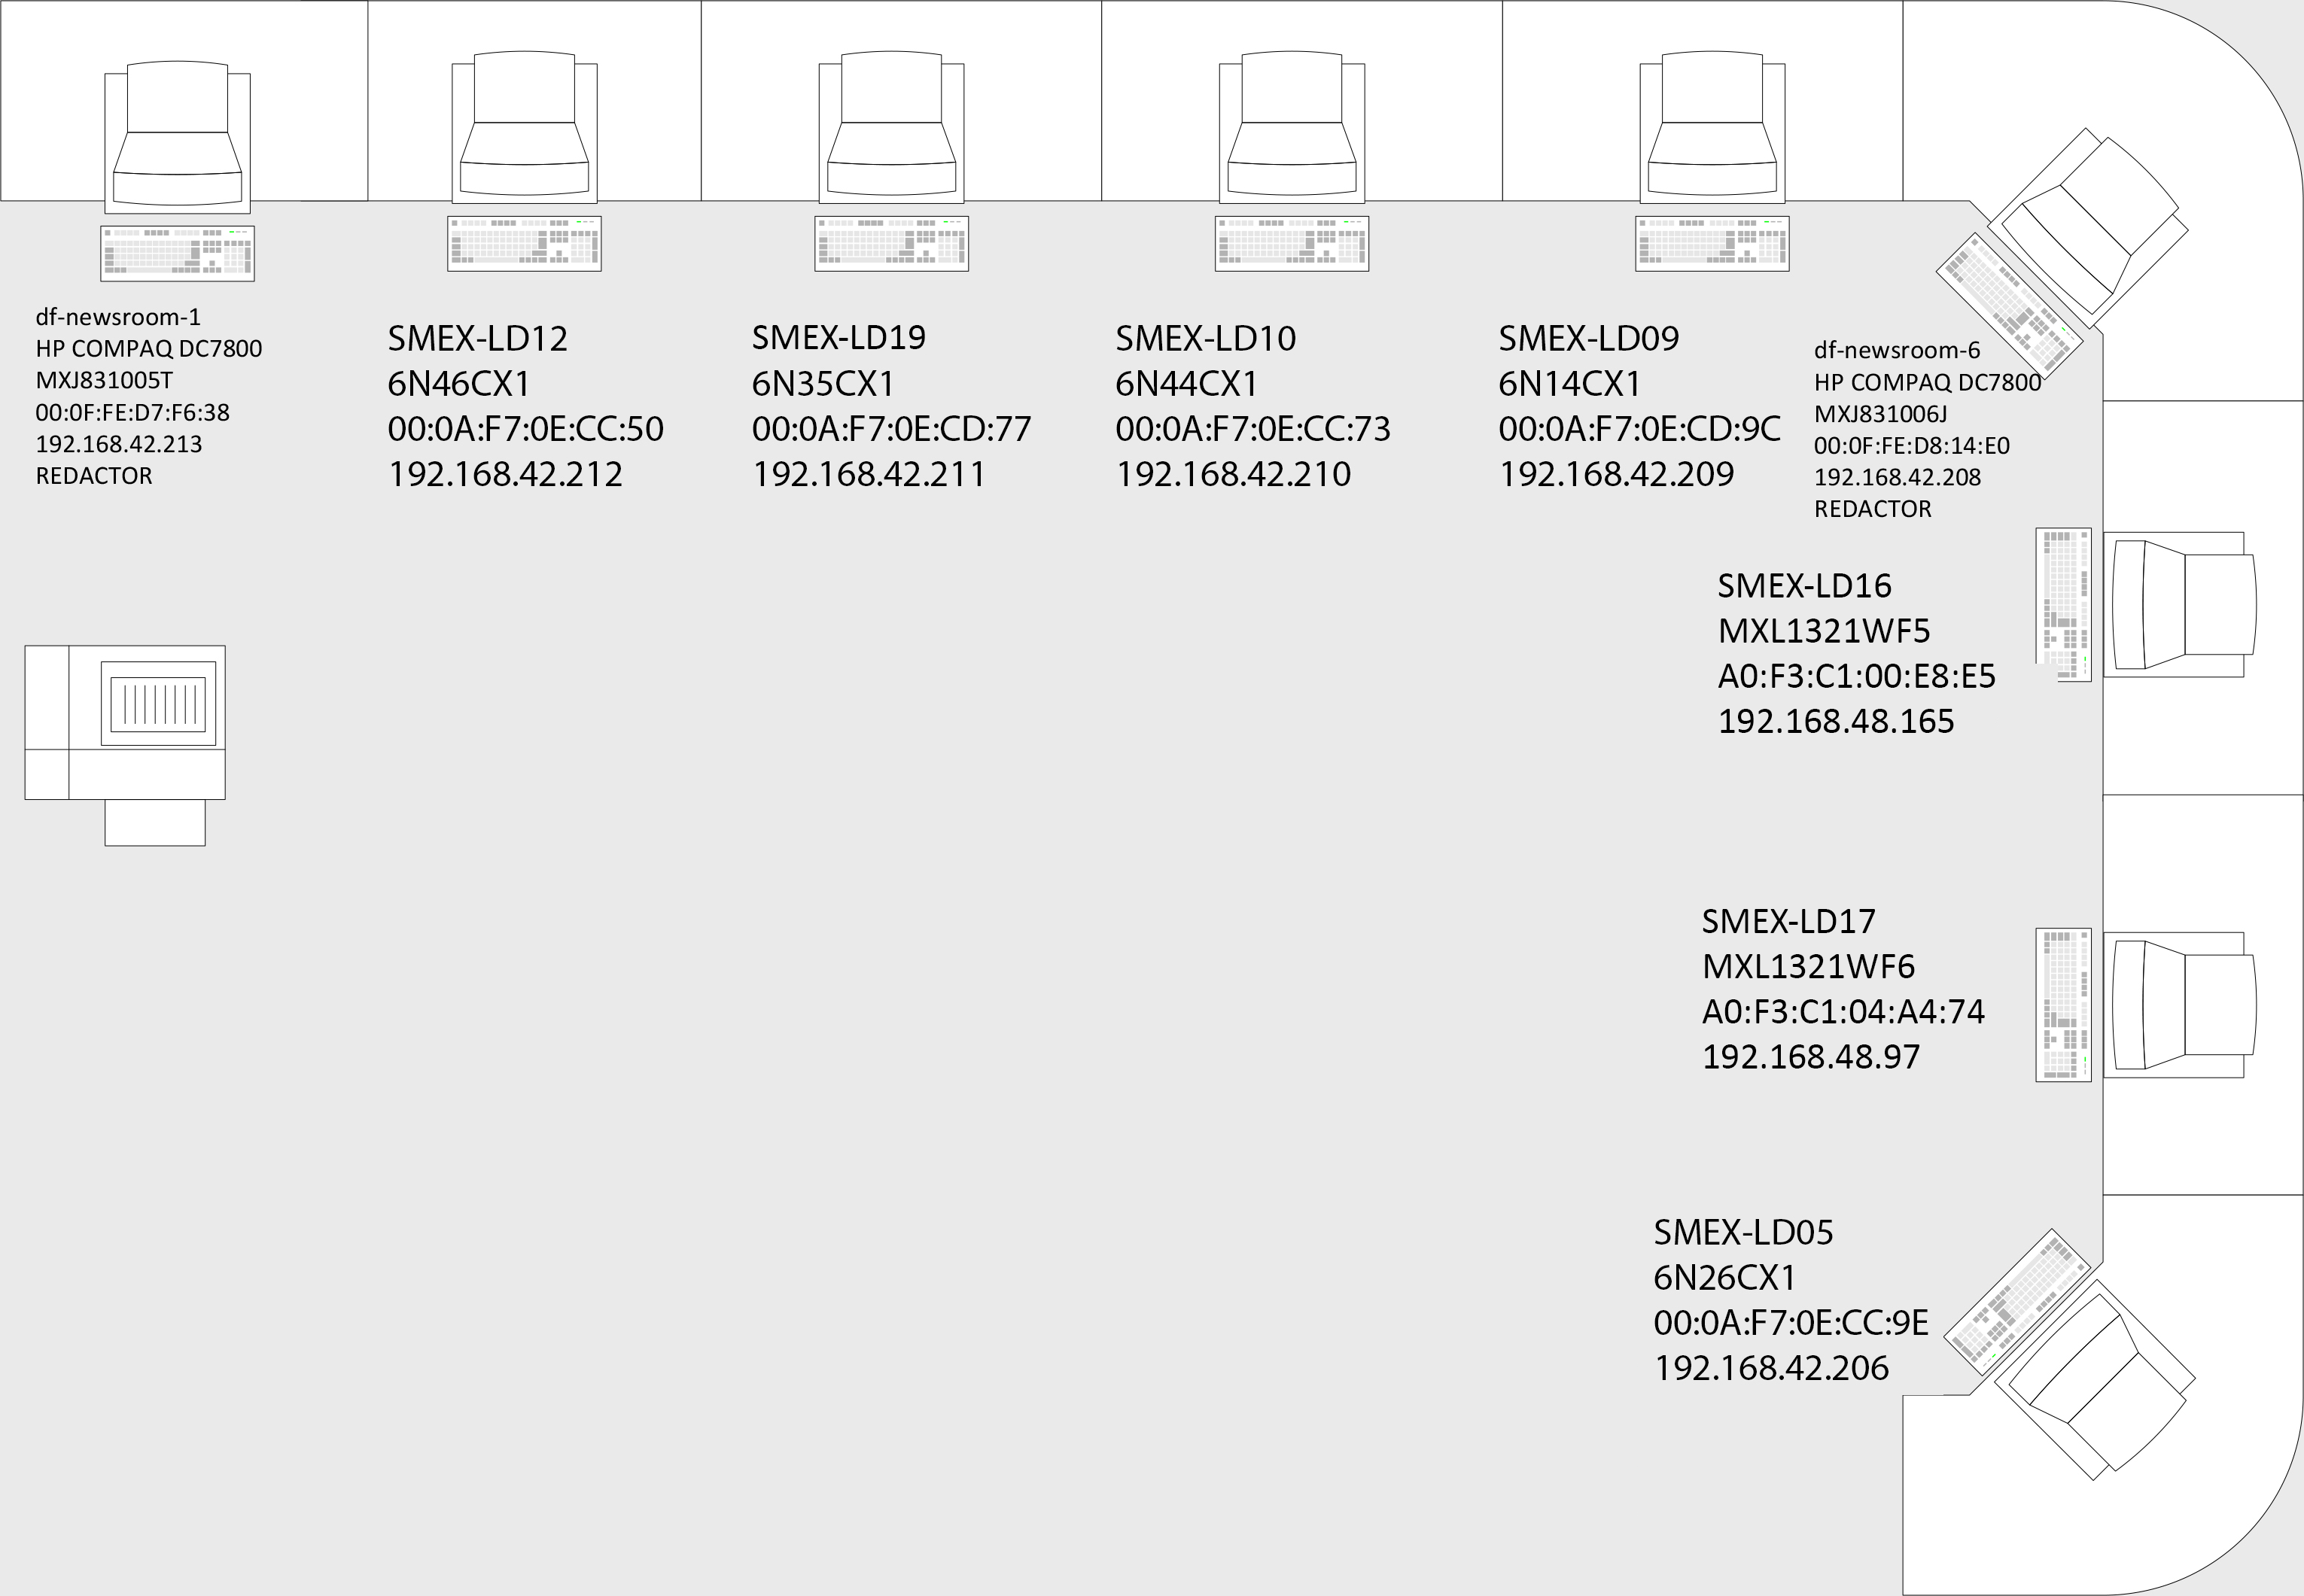 df-newsroom-1
HP COMPAQ DC7800
MXJ831005T
00:0F:FE:D7:F6:38
192.168.42.213
REDACTOR
SMEX-LD12
6N46CX1
00:0A:F7:0E:CC:50
192.168.42.212
SMEX-LD19
6N35CX1
00:0A:F7:0E:CD:77
192.168.42.211
SMEX-LD10
6N44CX1
00:0A:F7:0E:CC:73
192.168.42.210
SMEX-LD09
6N14CX1
00:0A:F7:0E:CD:9C
192.168.42.209
df-newsroom-6
HP COMPAQ DC7800
MXJ831006J
00:0F:FE:D8:14:E0
192.168.42.208
REDACTOR
SMEX-LD16
MXL1321WF5
A0:F3:C1:00:E8:E5
192.168.48.165
SMEX-LD17
MXL1321WF6
A0:F3:C1:04:A4:74
192.168.48.97
SMEX-LD05
6N26CX1
00:0A:F7:0E:CC:9E
192.168.42.206